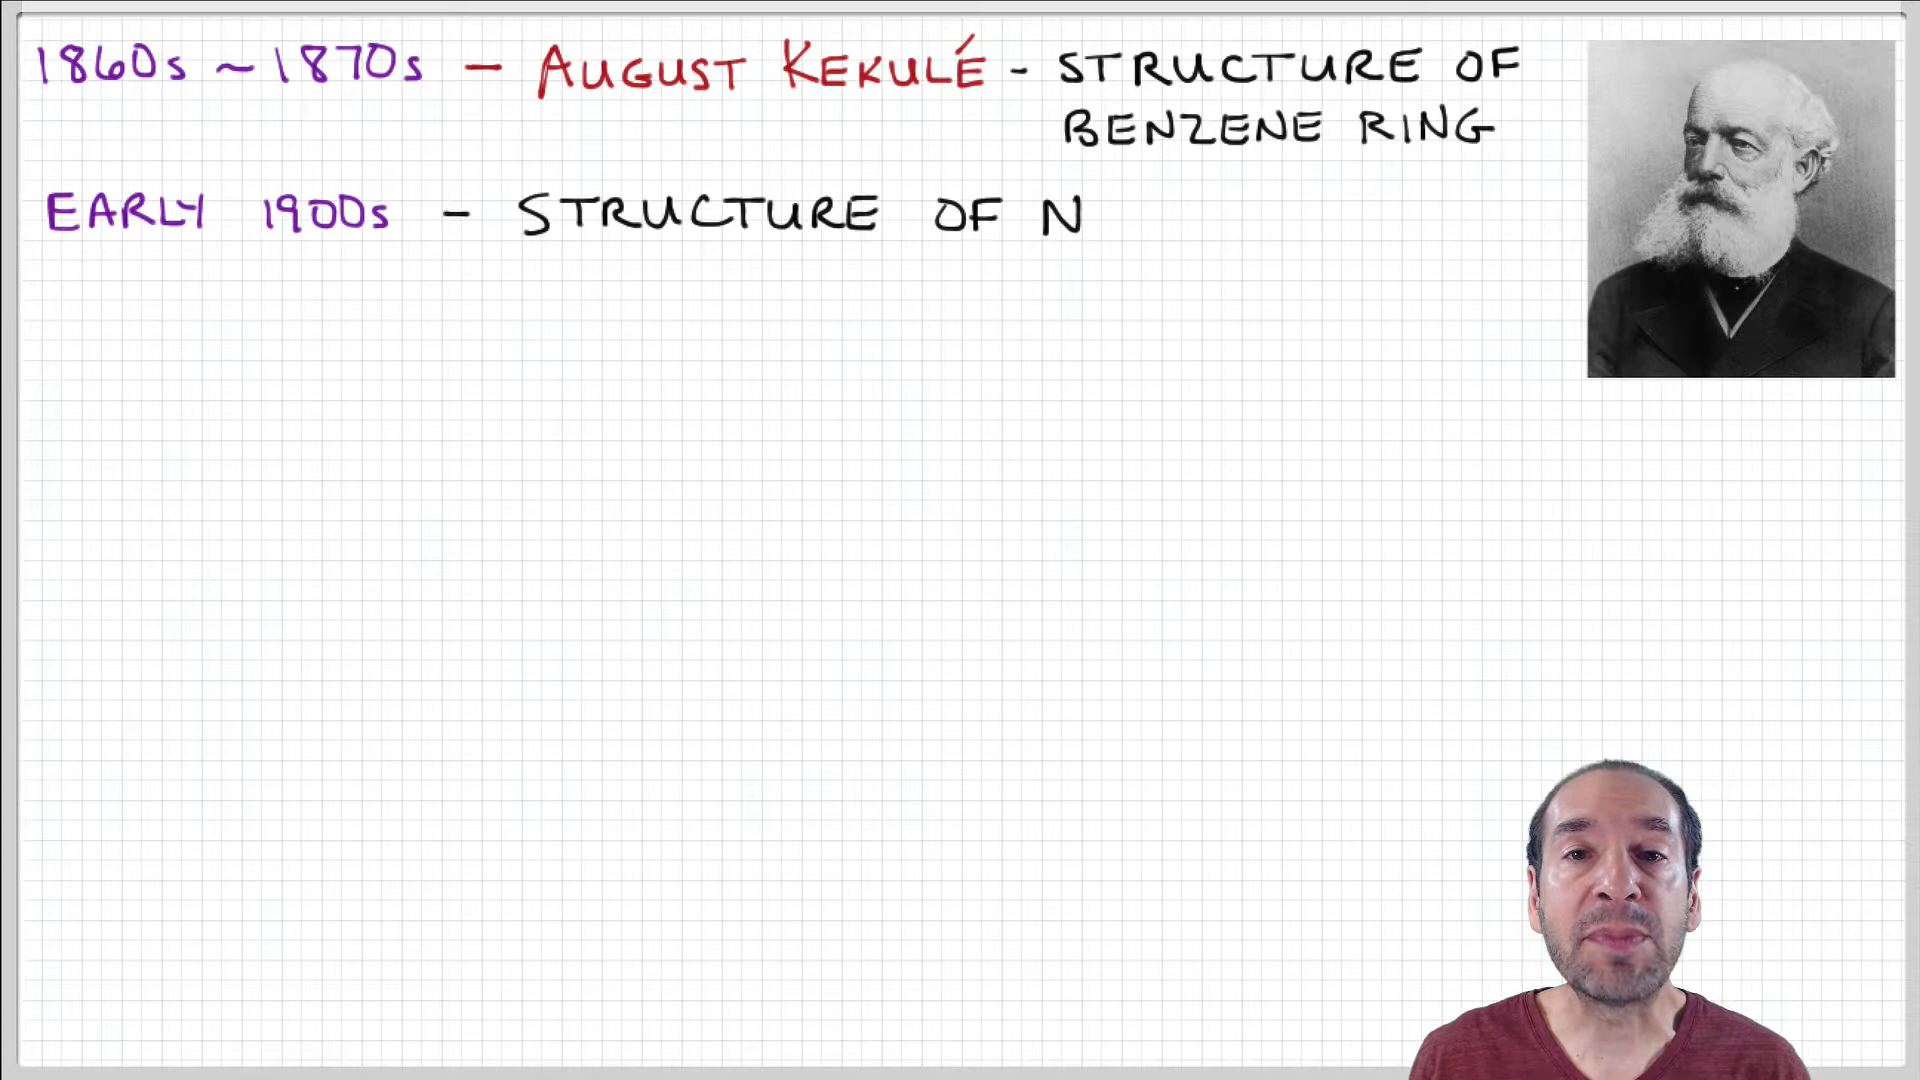 1860s ~ 1870s – AUGUST KEKULÉ - STRUCTURE OF
BENZENE RING
EARLY 1900s - STRUCTURE OF N